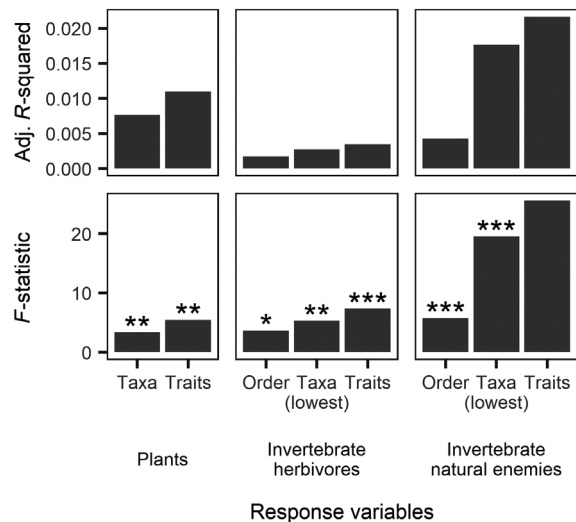 Adj. R-squared
0.020
0.015
0.010
0.005
0.000
F-statistic
20
10
0
** ** * ** *** *** ***
Taxa Traits Order Taxa Traits Order Taxa Traits
(lowest) (lowest)
Plants Invertebrate herbivores Invertebrate natural enemies
Response variables